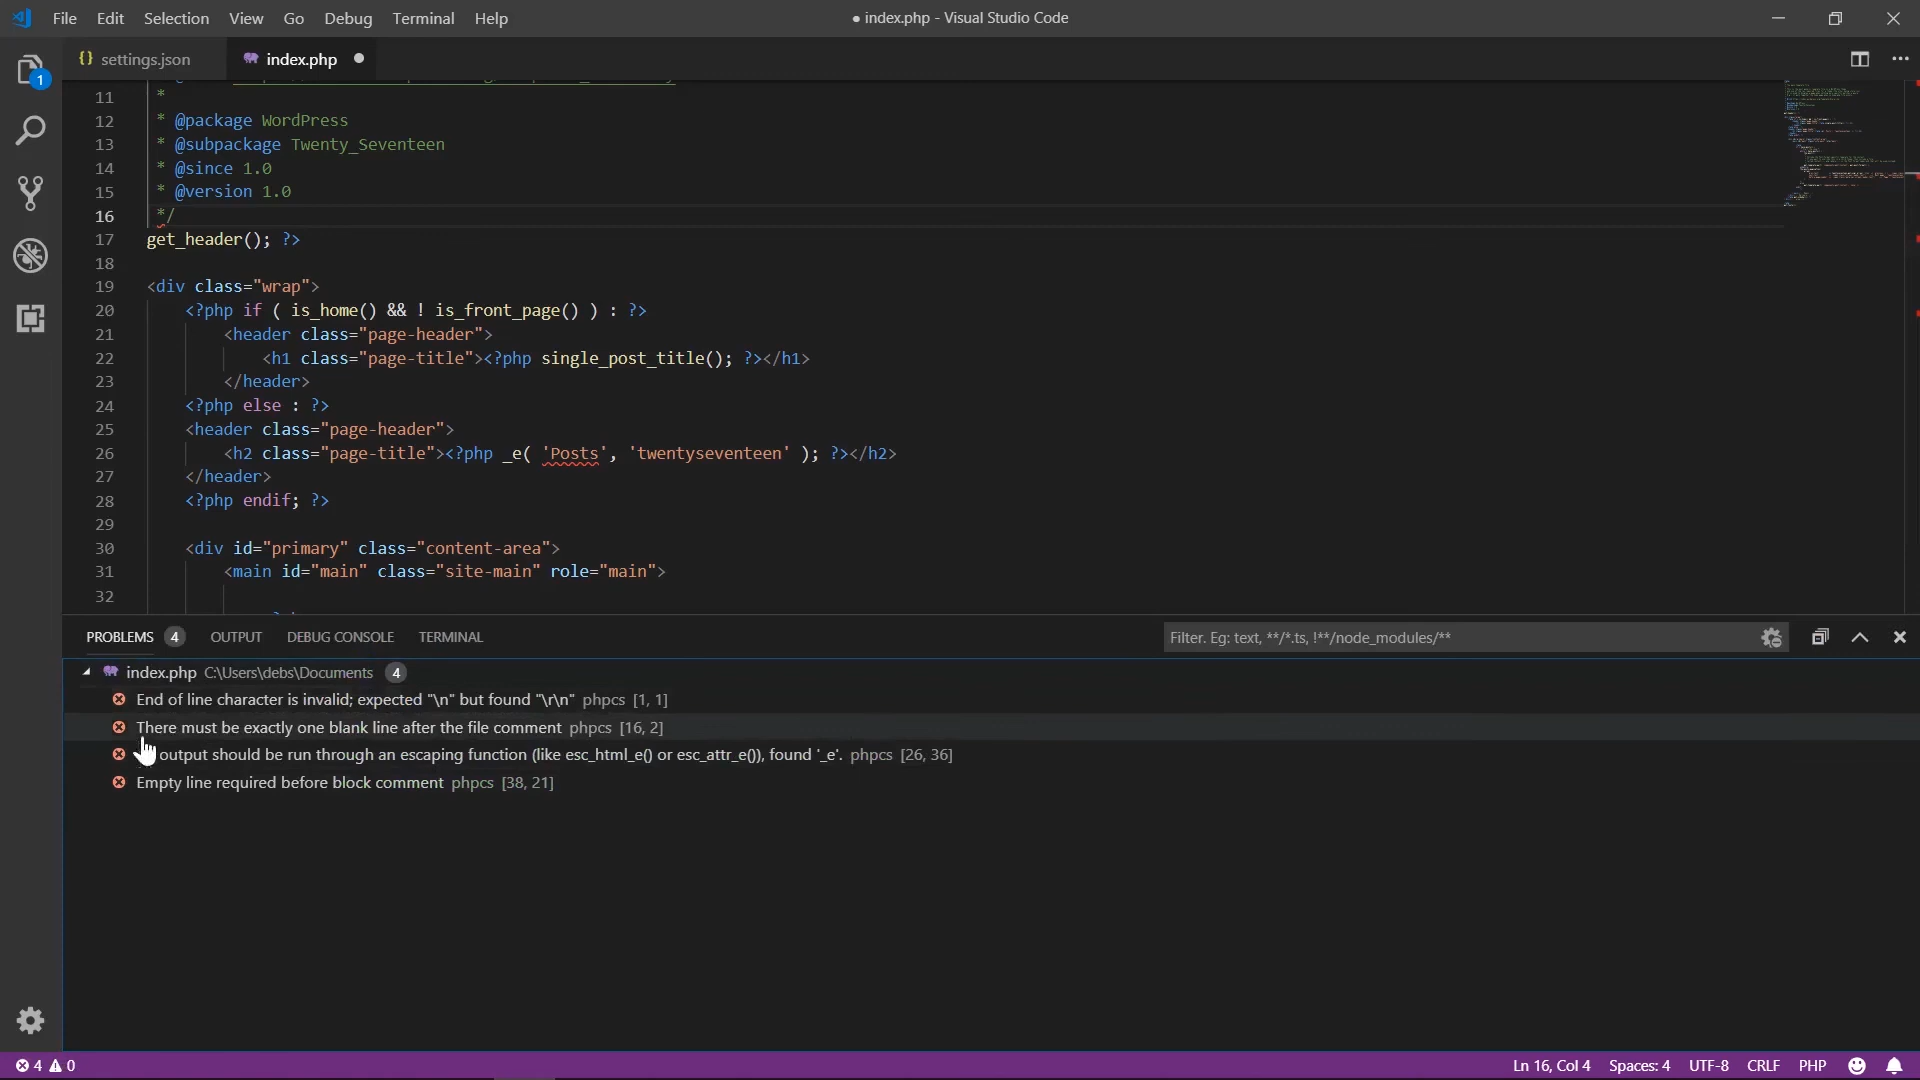 File Edit Selection View Go Debug Terminal Help
● index.php - Visual Studio Code
{} settings.json
index.php ●
1
11 *
12 * @package WordPress
13 * @subpackage Twenty_Seventeen
14 * @since 1.0
15 * @version 1.0
16 */
17 get_header(); ?>
18
19 <div class="wrap">
20 <?php if ( is_home() && ! is_front_page() ) : ?>
21 <header class="page-header">
22 <h1 class="page-title"><?php single_post_title(); ?></h1>
23 </header>
24 <?php else : ?>
25 <header class="page-header">
26 <h2 class="page-title"><?php _e( 'Posts', 'twentyseventeen' ); ?></h2>
27 </header>
28 <?php endif; ?>
29
30 <div id="primary" class="content-area">
31 <main id="main" class="site-main" role="main">
32
PROBLEMS 4 OUTPUT DEBUG CONSOLE TERMINAL
Filter. Eg: text, **/*.ts, !**/node_modules/**
index.php C:\Users\debs\Documents 4
End of line character is invalid; expected "\n" but found "\r\n" phpcs [1, 1]
There must be exactly one blank line after the file comment phpcs [16, 2]
output should be run through an escaping function (like esc_html_e() or esc_attr_e()), found '_e'. phpcs [26, 36]
Empty line required before block comment phpcs [38, 21]
4 0
Ln 16, Col 4 Spaces: 4 UTF-8 CRLF PHP